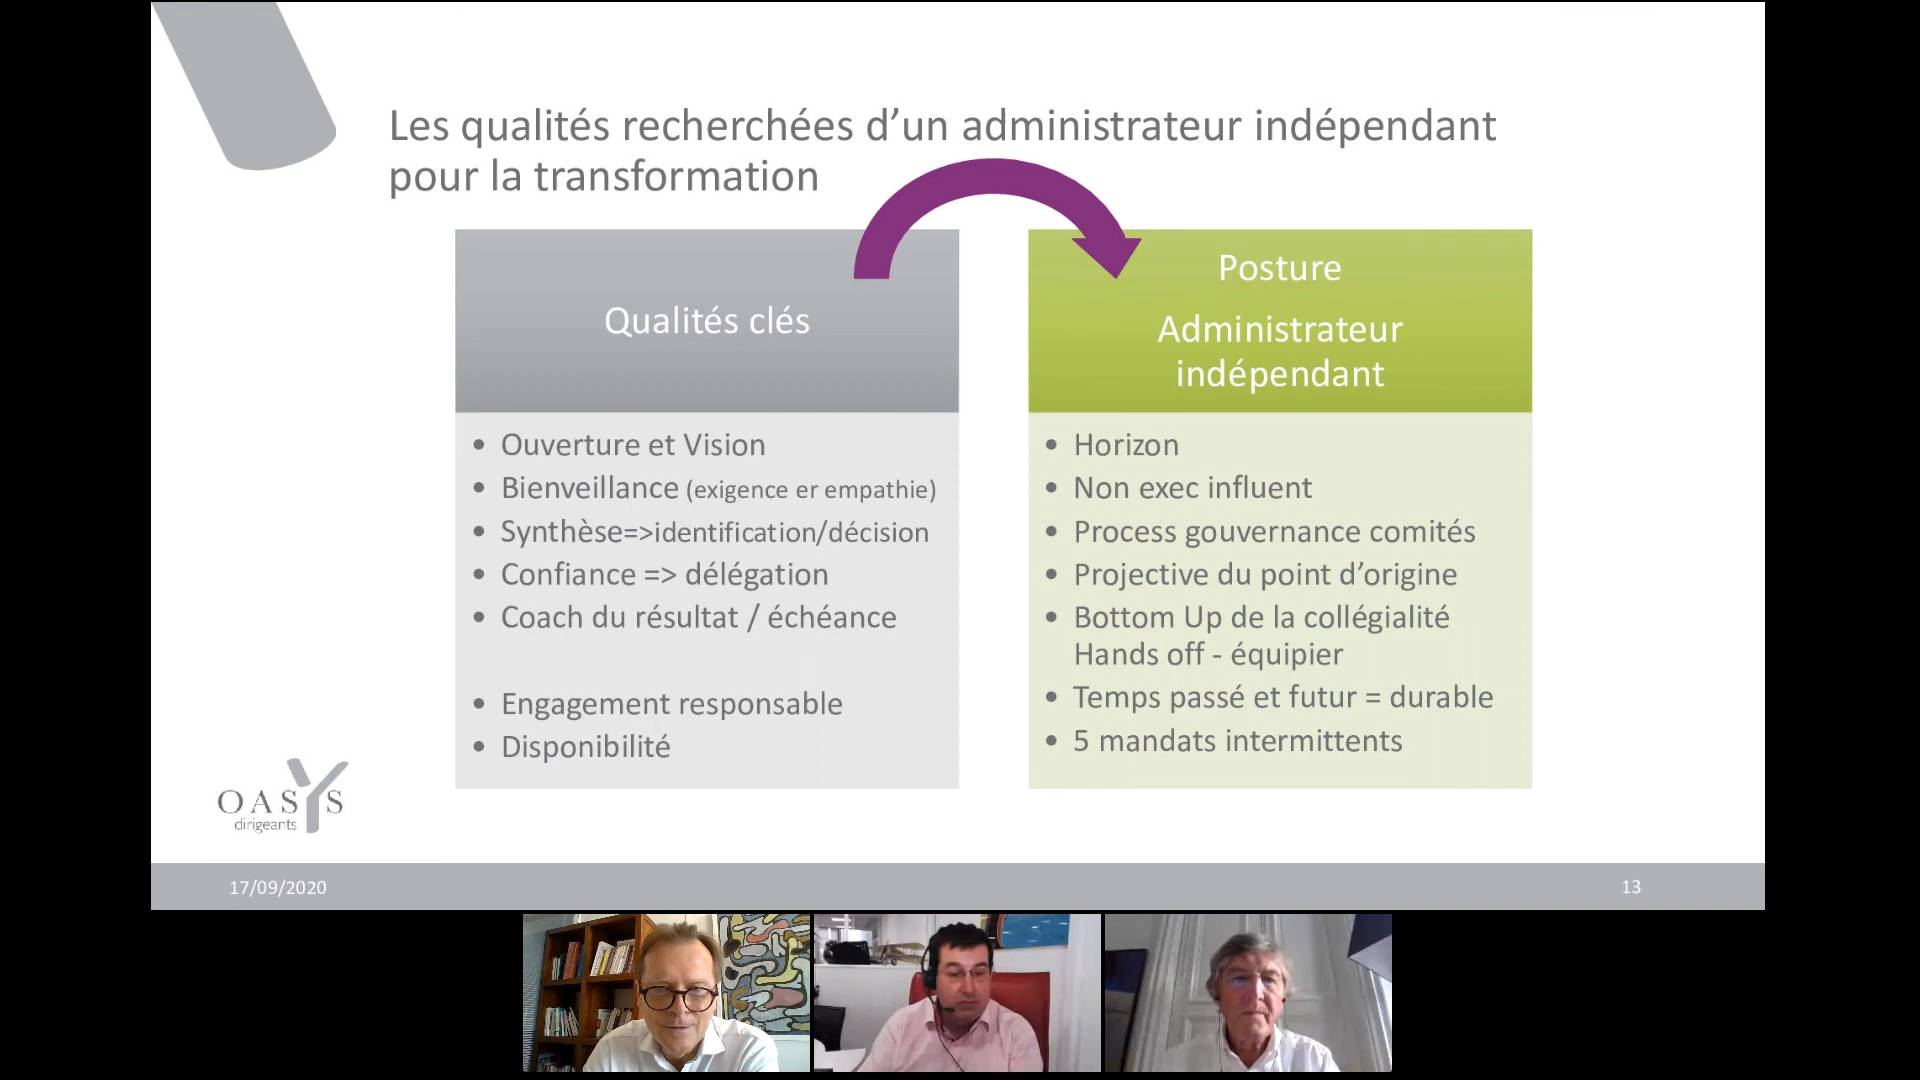 Les qualités recherchées d’un administrateur indépendant
pour la transformation
Qualités clés
• Ouverture et Vision
• Bienveillance (exigence er empathie)
• Synthèse=>identification/décision
• Confiance => délégation
• Coach du résultat / échéance
• Engagement responsable
• Disponibilité
Posture
Administrateur
indépendant
• Horizon
• Non exec influent
• Process gouvernance comités
• Projective du point d’origine
• Bottom Up de la collégialité
Hands off - équipier
• Temps passé et futur = durable
• 5 mandats intermittents
OASYS
dirigeants
17/09/2020
13